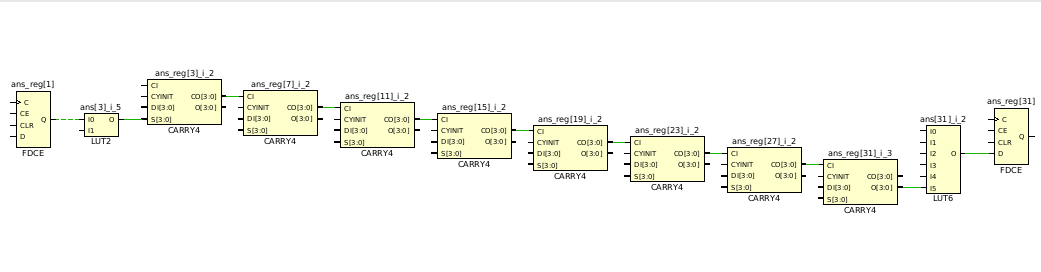 ans_reg[1]
C
CE
CLR
D
Q
FDCE
ans[3]_i_5
I0
I1
O
LUT2
ans_reg[3]_i_2
CI
CYINIT
DI[3:0]
S[3:0]
CO[3:0]
O[3:0]
CARRY4
ans_reg[7]_i_2
CI
CYINIT
DI[3:0]
S[3:0]
CO[3:0]
O[3:0]
CARRY4
ans_reg[11]_i_2
CI
CYINIT
DI[3:0]
S[3:0]
CO[3:0]
O[3:0]
CARRY4
ans_reg[15]_i_2
CI
CYINIT
DI[3:0]
S[3:0]
CO[3:0]
O[3:0]
CARRY4
ans_reg[19]_i_2
CI
CYINIT
DI[3:0]
S[3:0]
CO[3:0]
O[3:0]
CARRY4
ans_reg[23]_i_2
CI
CYINIT
DI[3:0]
S[3:0]
CO[3:0]
O[3:0]
CARRY4
ans_reg[27]_i_2
CI
CYINIT
DI[3:0]
S[3:0]
CO[3:0]
O[3:0]
CARRY4
ans_reg[31]_i_3
CI
CYINIT
DI[3:0]
S[3:0]
CO[3:0]
O[3:0]
CARRY4
ans[31]_i_2
I0
I1
I2
I3
I4
I5
O
LUT6
ans_reg[31]
C
CE
CLR
D
Q
FDCE